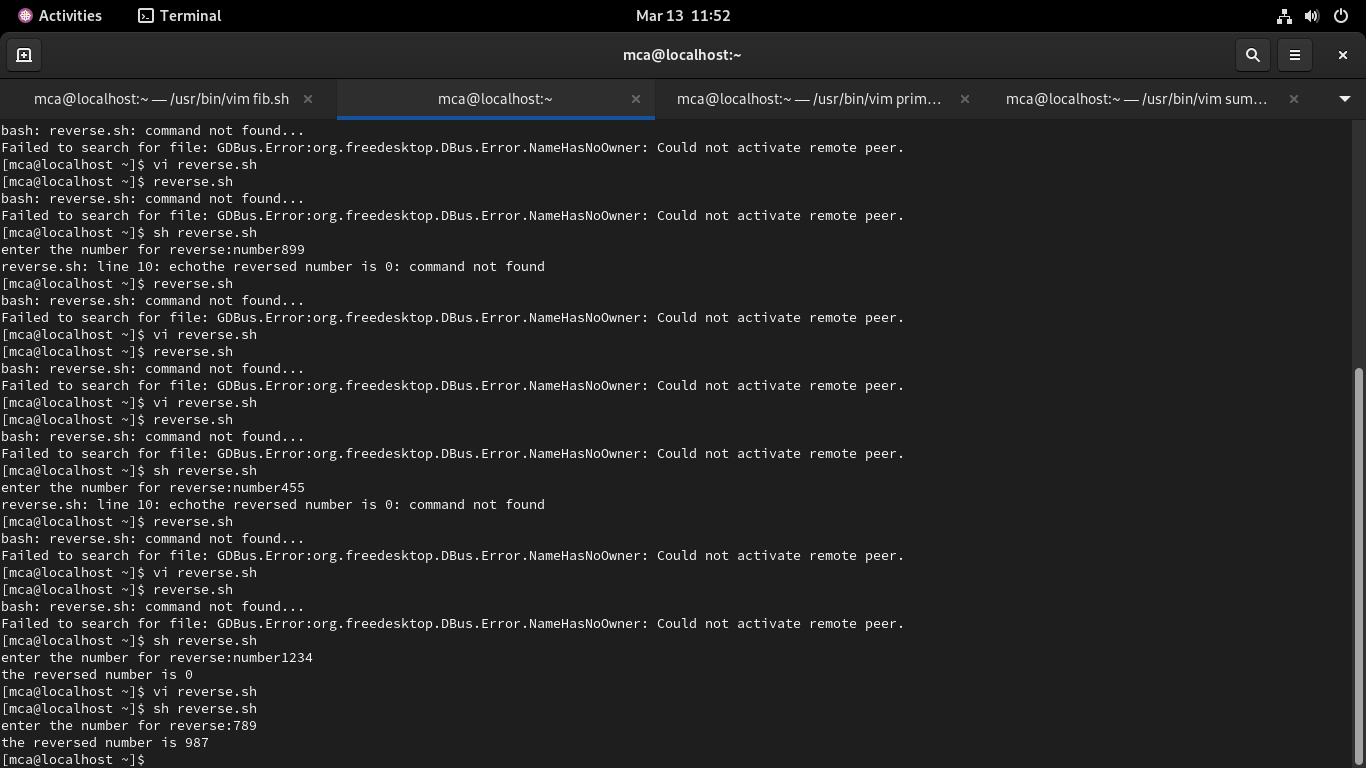 Activities Terminal Mar 13 11:52
mca@localhost:~
mca@localhost:~ — /usr/bin/vim fib.sh × mca@localhost:~ × mca@localhost:~ — /usr/bin/vim prim... × mca@localhost:~ — /usr/bin/vim sum... ×
bash: reverse.sh: command not found...
Failed to search for file: GDBus.Error:org.freedesktop.DBus.Error.NameHasNoOwner: Could not activate remote peer.
[mca@localhost ~]$ vi reverse.sh
[mca@localhost ~]$ reverse.sh
bash: reverse.sh: command not found...
Failed to search for file: GDBus.Error:org.freedesktop.DBus.Error.NameHasNoOwner: Could not activate remote peer.
[mca@localhost ~]$ sh reverse.sh
enter the number for reverse:number899
reverse.sh: line 10: echothe reversed number is 0: command not found
[mca@localhost ~]$ reverse.sh
bash: reverse.sh: command not found...
Failed to search for file: GDBus.Error:org.freedesktop.DBus.Error.NameHasNoOwner: Could not activate remote peer.
[mca@localhost ~]$ vi reverse.sh
[mca@localhost ~]$ reverse.sh
bash: reverse.sh: command not found...
Failed to search for file: GDBus.Error:org.freedesktop.DBus.Error.NameHasNoOwner: Could not activate remote peer.
[mca@localhost ~]$ vi reverse.sh
[mca@localhost ~]$ reverse.sh
bash: reverse.sh: command not found...
Failed to search for file: GDBus.Error:org.freedesktop.DBus.Error.NameHasNoOwner: Could not activate remote peer.
[mca@localhost ~]$ sh reverse.sh
enter the number for reverse:number455
reverse.sh: line 10: echothe reversed number is 0: command not found
[mca@localhost ~]$ reverse.sh
bash: reverse.sh: command not found...
Failed to search for file: GDBus.Error:org.freedesktop.DBus.Error.NameHasNoOwner: Could not activate remote peer.
[mca@localhost ~]$ vi reverse.sh
[mca@localhost ~]$ reverse.sh
bash: reverse.sh: command not found...
Failed to search for file: GDBus.Error:org.freedesktop.DBus.Error.NameHasNoOwner: Could not activate remote peer.
[mca@localhost ~]$ sh reverse.sh
enter the number for reverse:number1234
the reversed number is 0
[mca@localhost ~]$ vi reverse.sh
[mca@localhost ~]$ sh reverse.sh
enter the number for reverse:789
the reversed number is 987
[mca@localhost ~]$